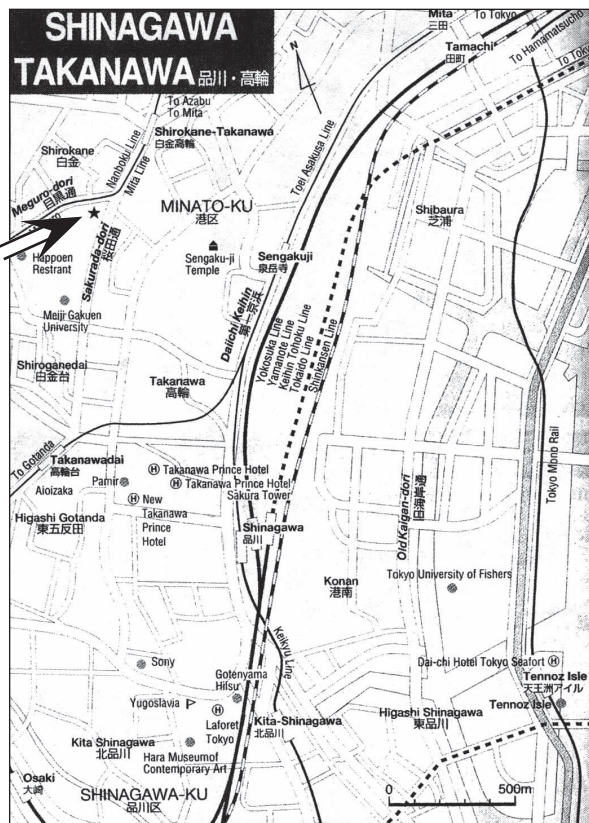 SHINAGAWA
TAKANAWA 品川・高輪
N
Mita
三田
To Tokyo
Tamachi
田町
To Hamamatsucho
To Azabu
To Mita
Shirokane-Takanawa
白金高輪
Shirokane
白金
Nanboku Line
Mita Line
Toei Asakusa Line
Meguro-dori
目黒通
MINATO-KU
港区
Shibaura
芝浦
Sakurada-dori
桜田通
Happoen
Restrant
Sengaku-ji
Temple
Sengakuji
泉岳寺
Meiji Gakuen
University
Daiichi Keihin
第一京浜
Yokosuka Line
Yamanote Line
Keihin Tohoku Line
Tokaido Line
Shinkansen Line
Shiroganedai
白金台
Takanawa
高輪
Tokyo Mono Rail
To Gotanda
Takanawadai
高輪台
H Takanawa Prince Hotel
H Takanawa Prince Hotel
Sakura Tower
Aioizaka
Pamir
H New
Takanawa
Prince
Hotel
Old Kaigan-dori
旧海岸通
Higashi Gotanda
東五反田
Shinagawa
品川
Konan
港南
Tokyo University of Fishers
Keikyu Line
Sony
Dai-chi Hotel Tokyo Seafort H
Gotenyama
Hilsu
Tennoz Isle
天王洲アイル
Yugoslavia
Tennoz Isle
H
Laforet
Tokyo
Kita-Shinagawa
北品川
Higashi Shinagawa
東品川
Kita Shinagawa
北品川
Hara Museumof
Contemporary Art
Osaki
大崎
SHINAGAWA-KU
品川区
0 500m